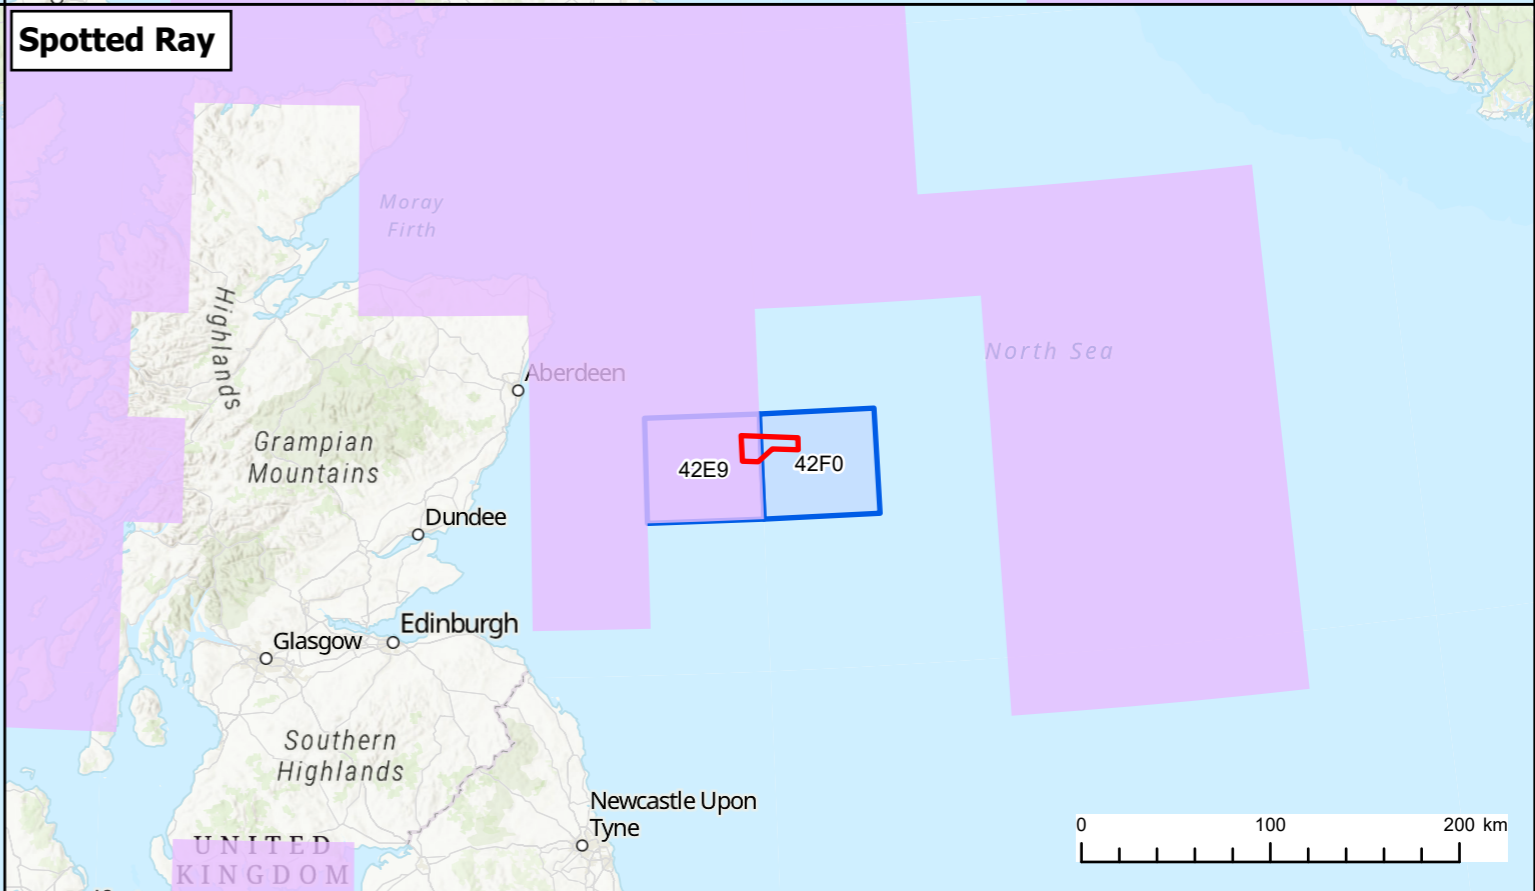 Spotted Ray
Moray
Firth
Highlands
North Sea
Aberdeen
Grampian
Mountains
42E9
42F0
Dundee
Edinburgh
Glasgow
Southern
Highlands
Newcastle Upon
Tyne
UNITED
KINGDOM
0 100 200 km